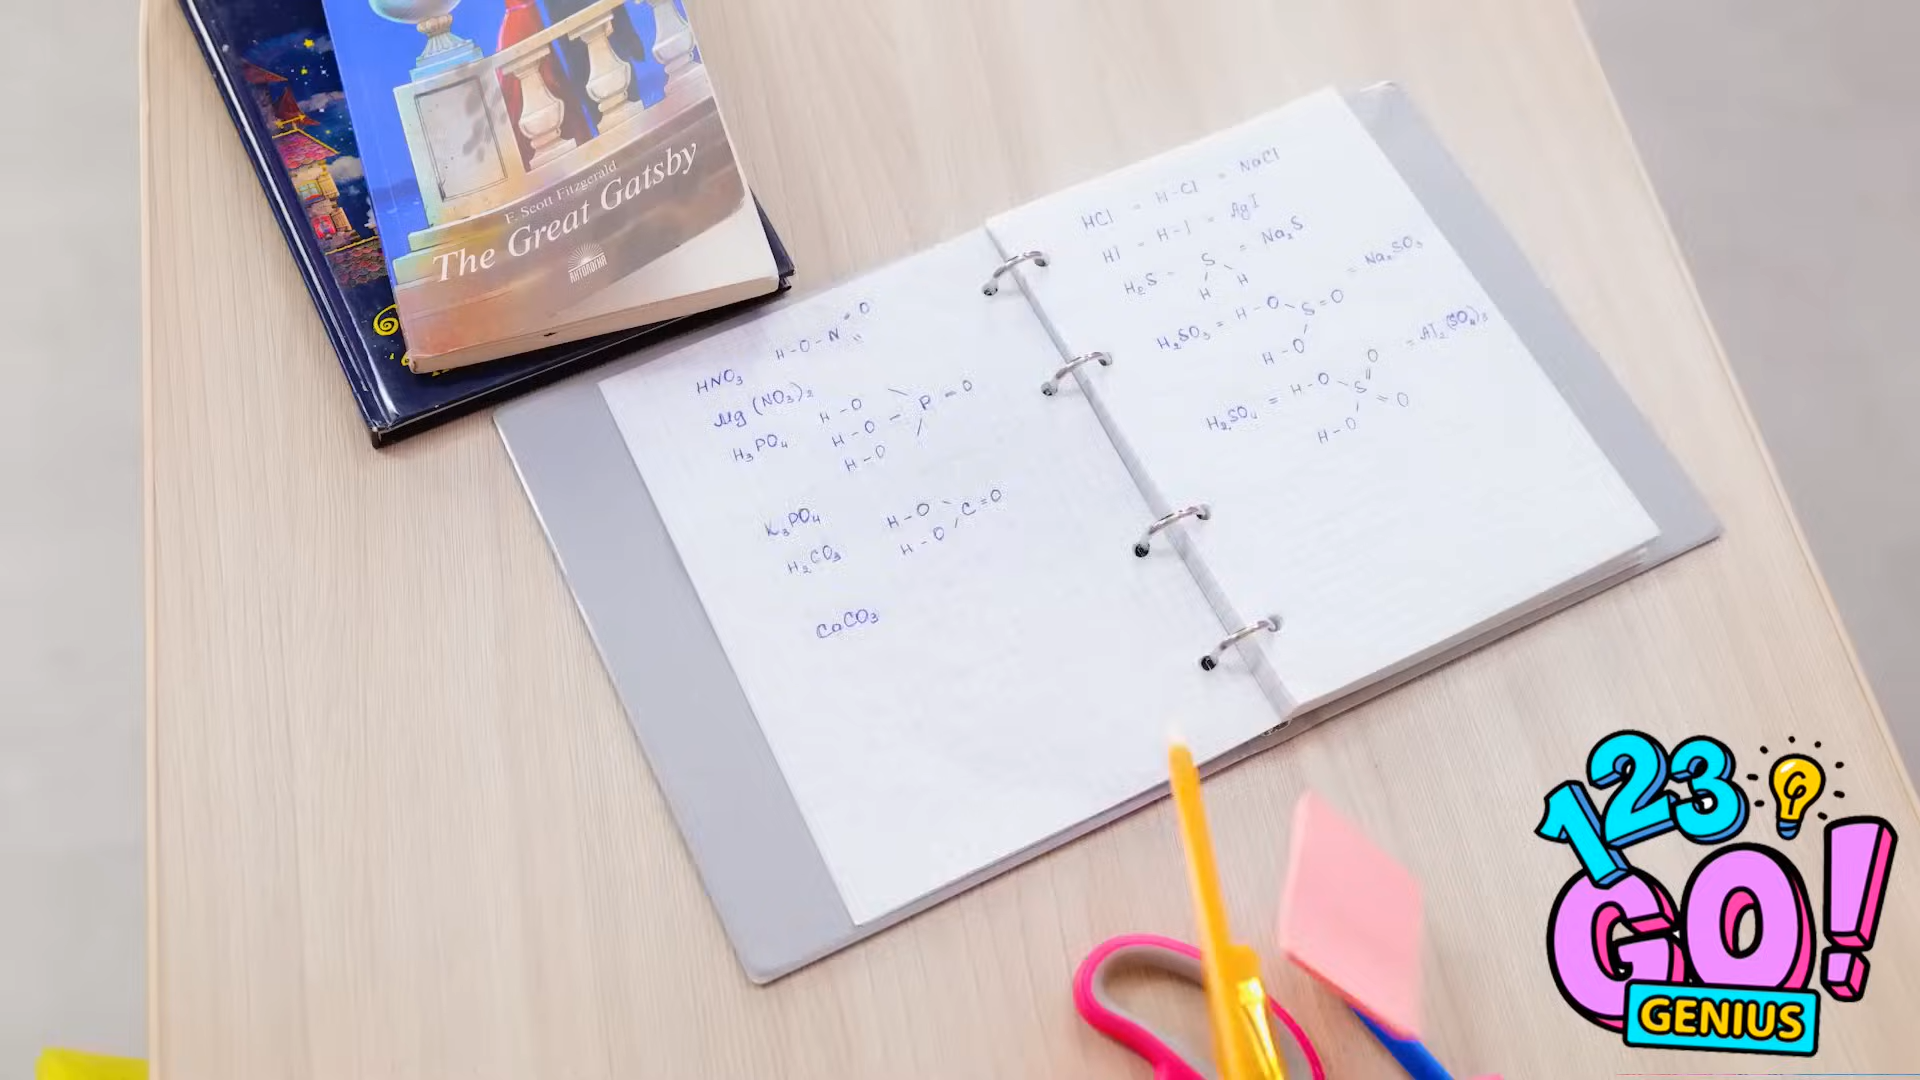 F. Scott Fitzgerald
The Great Gatsby
АНТОЛОГИЯ
HNO₃ H-O-N=O
"
Mg(NO₃)₂
H₃PO₄ H-O
H-O - P=O
H-O
K₃PO₄
H₂CO₃ H-O
H-O C=O
CaCO₃
HCl = H-Cl = NaCl
HI = H-I = AgI
H₂S - S = Na₂S
H H
H₂SO₃ = H-O-S=O = Na₂SO₃
H-O
H₂SO₄ = H-O-S=O = Al₂(SO₄)₃
O
H-O
123
GO!
GENIUS